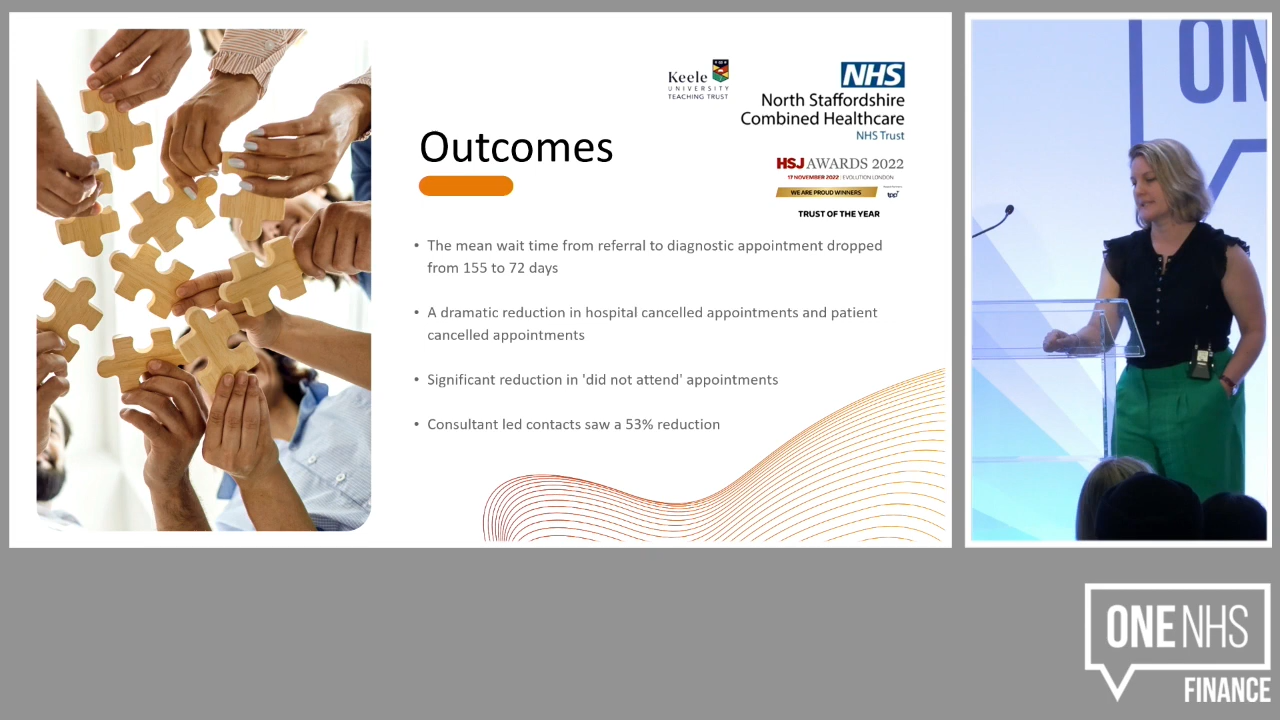 Keele
UNIVERSITY
TEACHING TRUST
NHS
North Staffordshire
Combined Healthcare
NHS Trust
HSJ AWARDS 2022
17 NOVEMBER 2022 | EVOLUTION LONDON
WE ARE PROUD WINNERS
tpp
TRUST OF THE YEAR
Outcomes
• The mean wait time from referral to diagnostic appointment dropped
from 155 to 72 days
• A dramatic reduction in hospital cancelled appointments and patient
cancelled appointments
• Significant reduction in 'did not attend' appointments
• Consultant led contacts saw a 53% reduction
ON
ONE NHS
FINANCE